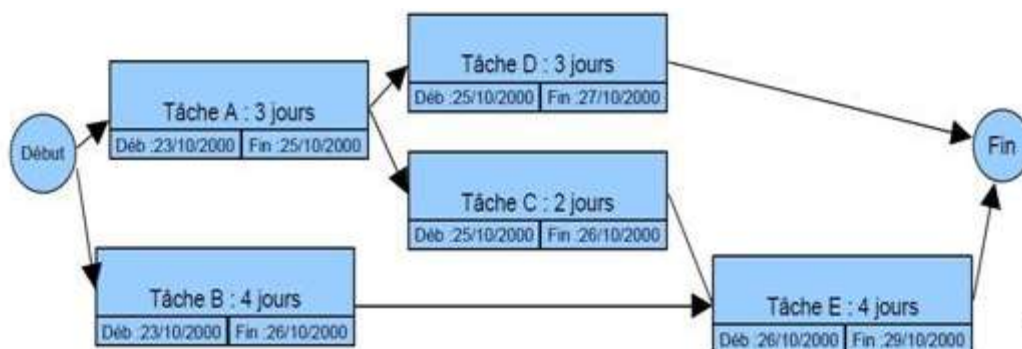 Début
Tâche A : 3 jours
Déb :23/10/2000 Fin :25/10/2000
Tâche D : 3 jours
Déb :25/10/2000 Fin :27/10/2000
Tâche C : 2 jours
Déb :25/10/2000 Fin :26/10/2000
Tâche B : 4 jours
Déb :23/10/2000 Fin :26/10/2000
Tâche E : 4 jours
Déb :26/10/2000 Fin :29/10/2000
Fin